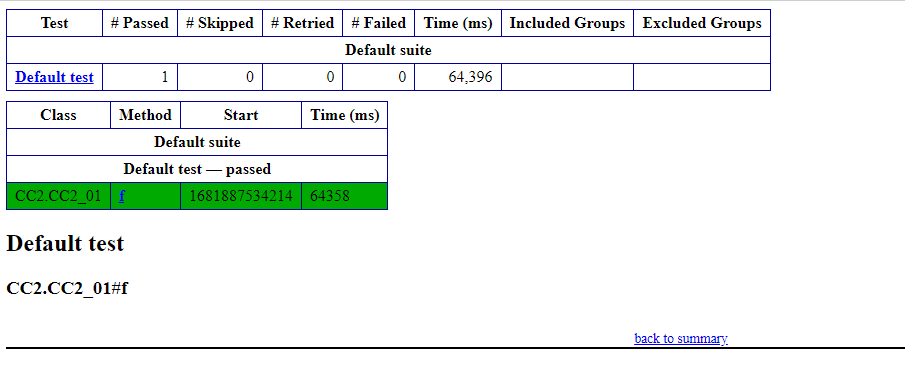 Test # Passed # Skipped # Retried # Failed Time (ms) Included Groups Excluded Groups
Default suite
Default test 1 0 0 0 64,396
Class Method Start Time (ms)
Default suite
Default test — passed
CC2.CC2_01 f 1681887534214 64358
Default test
CC2.CC2_01#f
back to summary